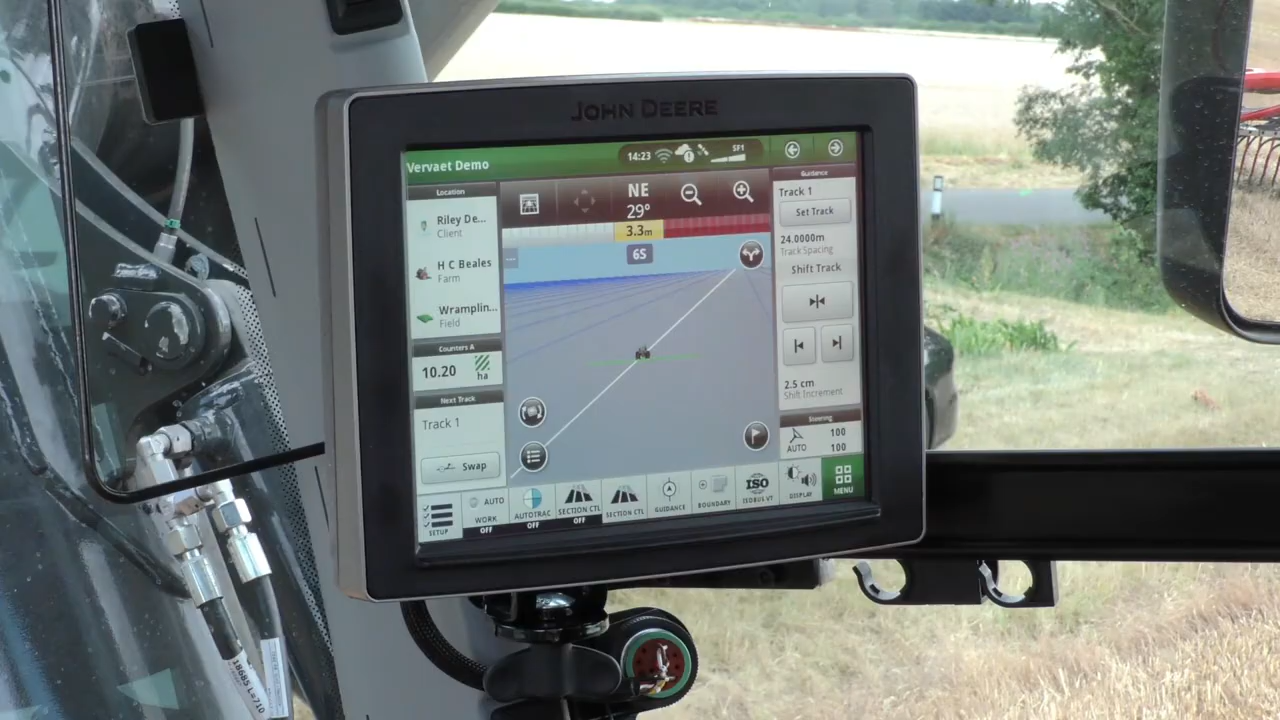 JOHN DEERE
Vervaet Demo
14:23
SF1
Location
Riley De...
Client
H C Beales
Farm
Wramplin...
Field
Counters A
10.20
ha
Next Track
Track 1
Swap
NE
29°
3.3m
6S
Guidance
Track 1
Set Track
24.0000m
Track Spacing
Shift Track
2.5 cm
Shift Increment
Steering
100
AUTO 100
SETUP
AUTO
WORK
OFF
AUTOTRAC
OFF
SECTION CTL
OFF
SECTION CTL
GUIDANCE
BOUNDARY
ISO
ISOBUS VT
DISPLAY
MENU